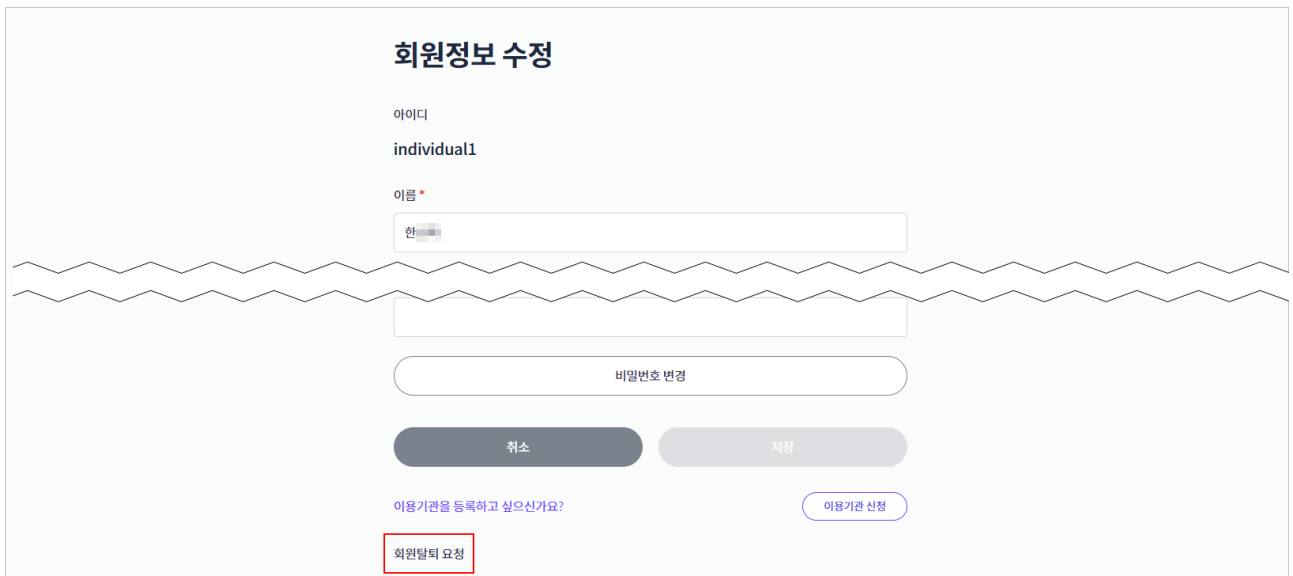 회원정보 수정
아이디
individual1
이름 *
한
비밀번호 변경
취소 저장
이용기관을 등록하고 싶으신가요? 이용기관 신청
회원탈퇴 요청